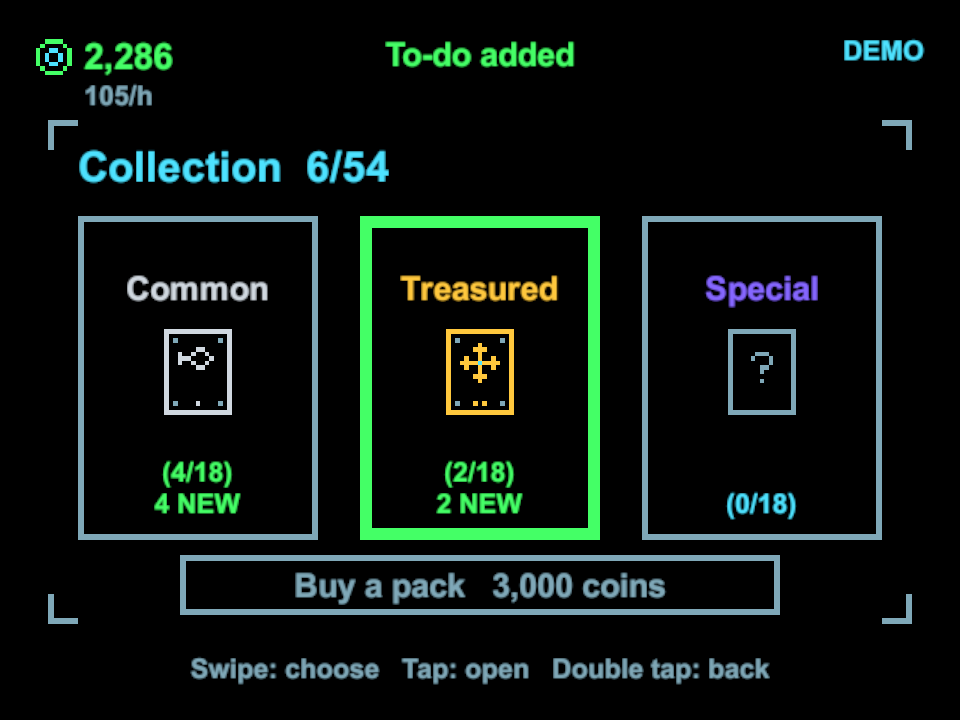 2,286
To-do added
DEMO
105/h
Collection 6/54
Common
Treasured
Special
?
(4/18)
4 NEW
(2/18)
2 NEW
(0/18)
Buy a pack 3,000 coins
Swipe: choose Tap: open Double tap: back